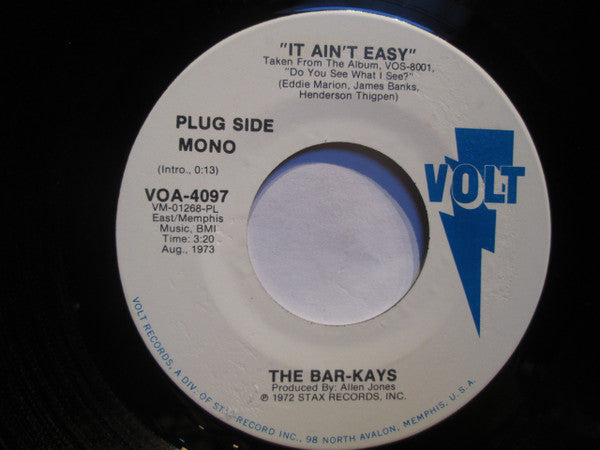 "IT AIN'T EASY"
Taken From The Album, VOS-8001,
"Do You See What I See?"
(Eddie Marion, James Banks,
Henderson Thigpen)
PLUG SIDE
MONO
(Intro., 0:13)
VOA-4097
VM-01268-PL
East/Memphis
Music, BMI
Time: 3:20
Aug., 1973
VOLT
THE BAR-KAYS
Produced By: Allen Jones
℗ 1972 STAX RECORDS, INC.
VOLT RECORDS, A DIV. OF STAX RECORD INC., 98 NORTH AVALON, MEMPHIS, U.S.A.